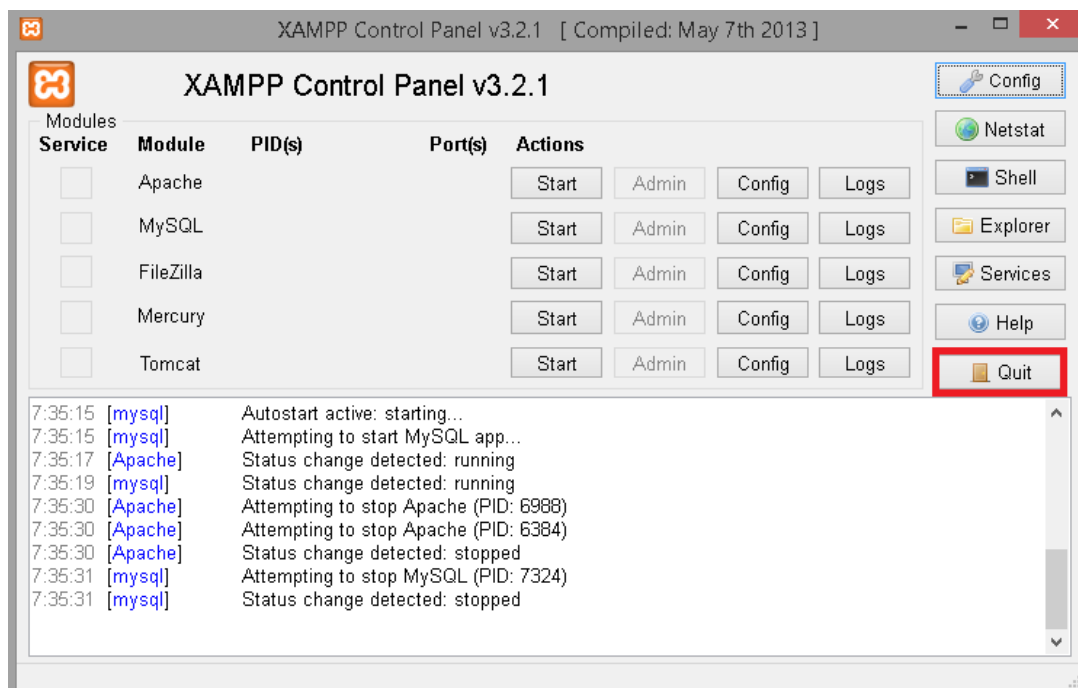 XAMPP Control Panel v3.2.1 [ Compiled: May 7th 2013 ]
XAMPP Control Panel v3.2.1
Config
Modules
Netstat
Service Module PID(s) Port(s) Actions
Apache Start Admin Config Logs
Shell
MySQL Start Admin Config Logs
Explorer
FileZilla Start Admin Config Logs
Services
Mercury Start Admin Config Logs
Help
Tomcat Start Admin Config Logs
Quit
7:35:15 [mysql] Autostart active: starting...
7:35:15 [mysql] Attempting to start MySQL app...
7:35:17 [Apache] Status change detected: running
7:35:19 [mysql] Status change detected: running
7:35:30 [Apache] Attempting to stop Apache (PID: 6988)
7:35:30 [Apache] Attempting to stop Apache (PID: 6384)
7:35:30 [Apache] Status change detected: stopped
7:35:31 [mysql] Attempting to stop MySQL (PID: 7324)
7:35:31 [mysql] Status change detected: stopped